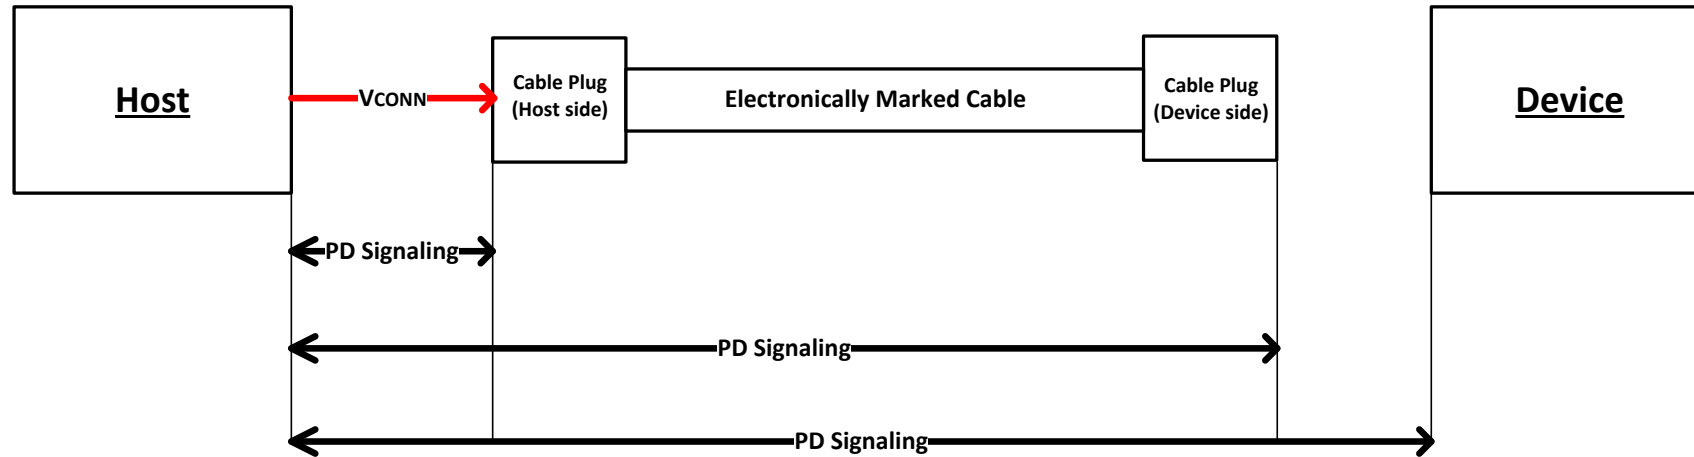 Host
VCONN
Cable Plug
(Host side)
Electronically Marked Cable
Cable Plug
(Device side)
Device
PD Signaling
PD Signaling
PD Signaling